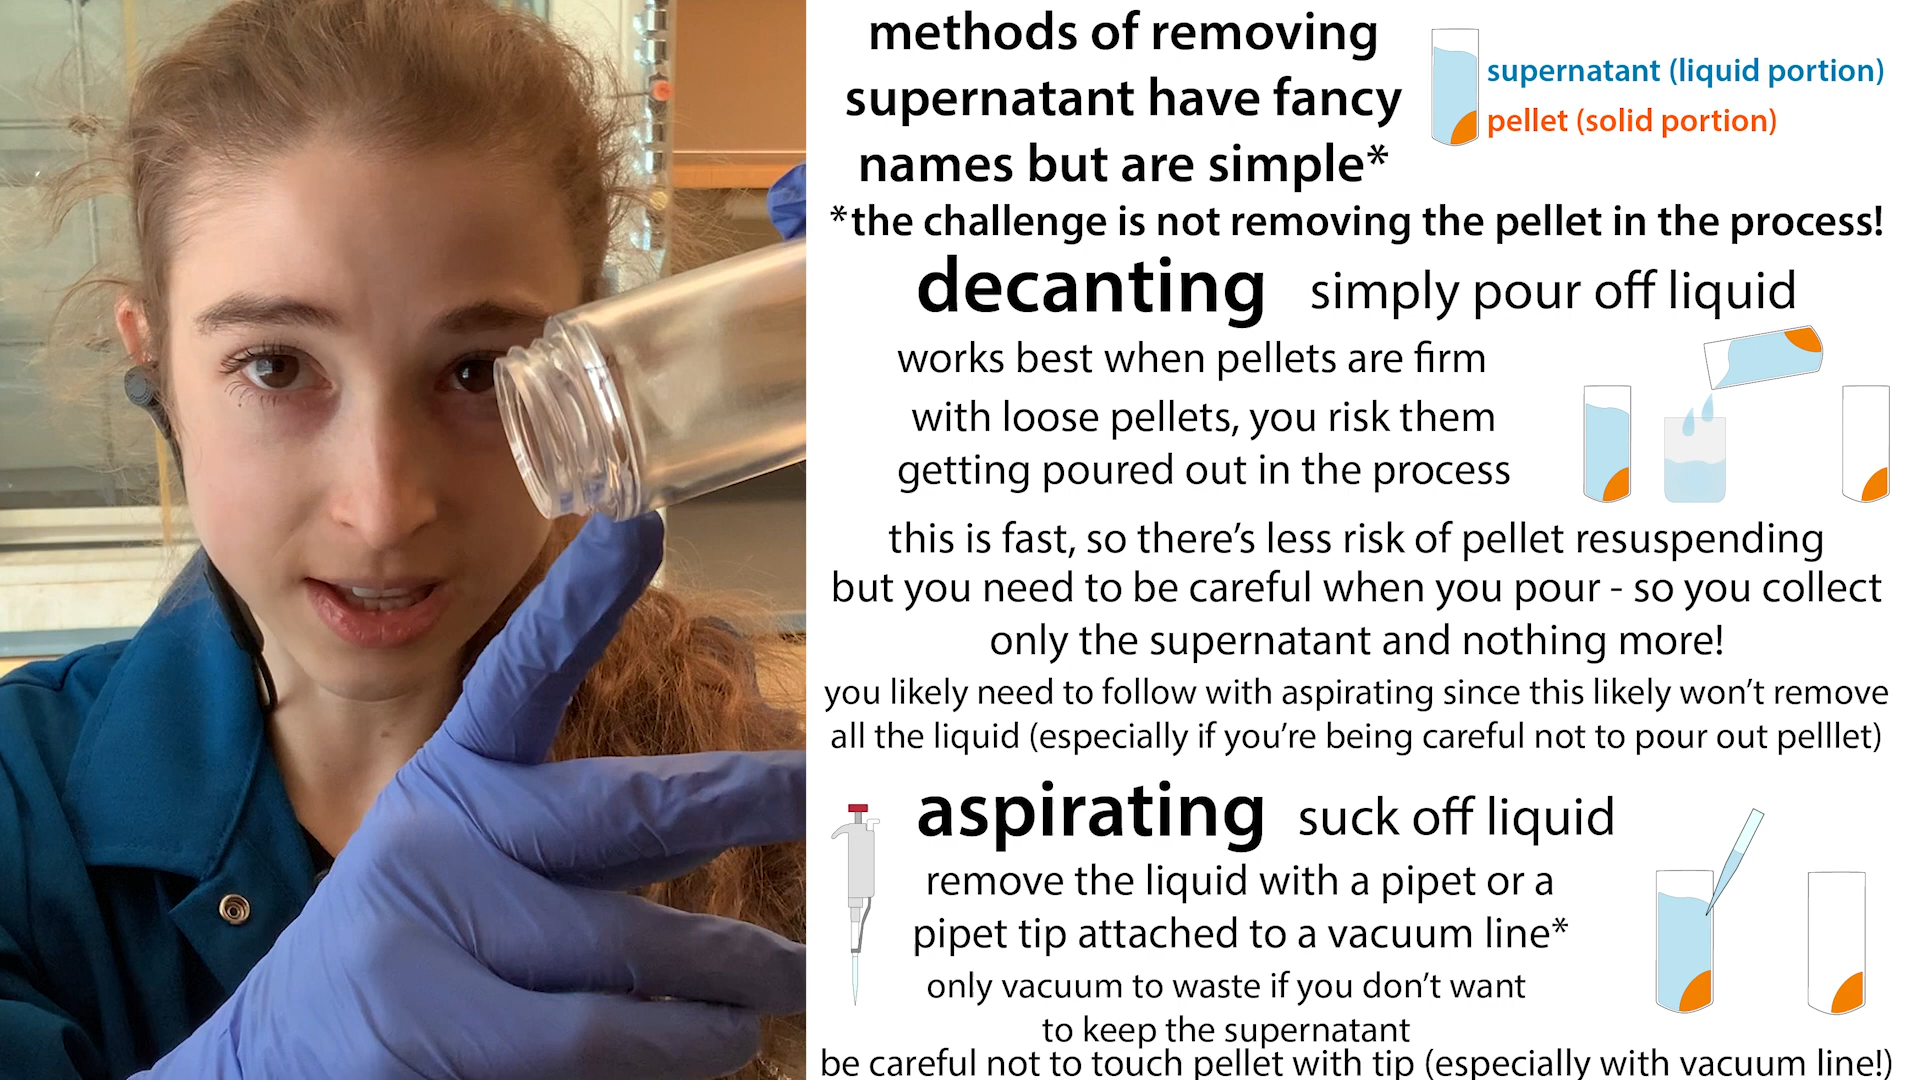 methods of removing
supernatant have fancy
names but are simple*
supernatant (liquid portion)
pellet (solid portion)
*the challenge is not removing the pellet in the process!
decanting simply pour off liquid
works best when pellets are firm
with loose pellets, you risk them
getting poured out in the process
this is fast, so there’s less risk of pellet resuspending
but you need to be careful when you pour - so you collect
only the supernatant and nothing more!
you likely need to follow with aspirating since this likely won’t remove
all the liquid (especially if you’re being careful not to pour out pelllet)
aspirating suck off liquid
remove the liquid with a pipet or a
pipet tip attached to a vacuum line*
only vacuum to waste if you don’t want
to keep the supernatant
be careful not to touch pellet with tip (especially with vacuum line!)